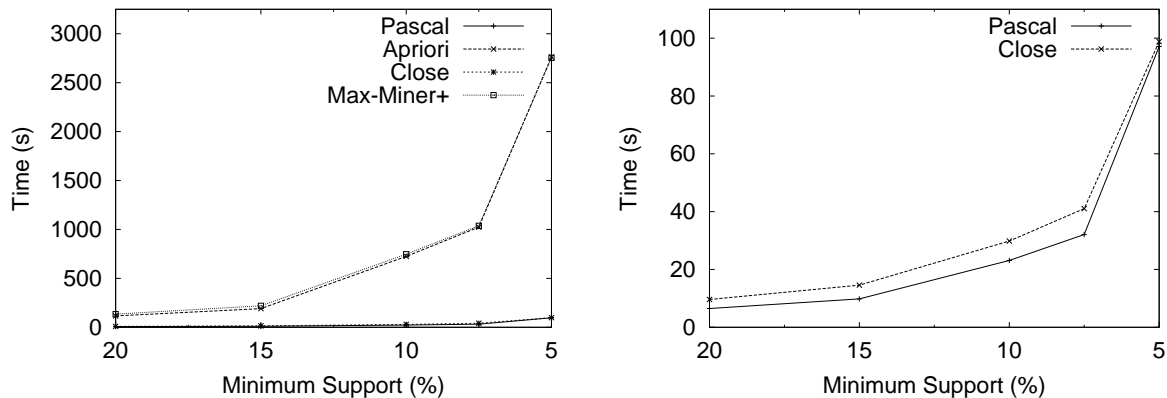 Pascal
Apriori
Close
Max-Miner+
3000
2500
2000
1500
1000
500
0
Time (s)
20 15 10 5
Minimum Support (%)
Pascal
Close
100
80
60
40
20
0
Time (s)
20 15 10 5
Minimum Support (%)